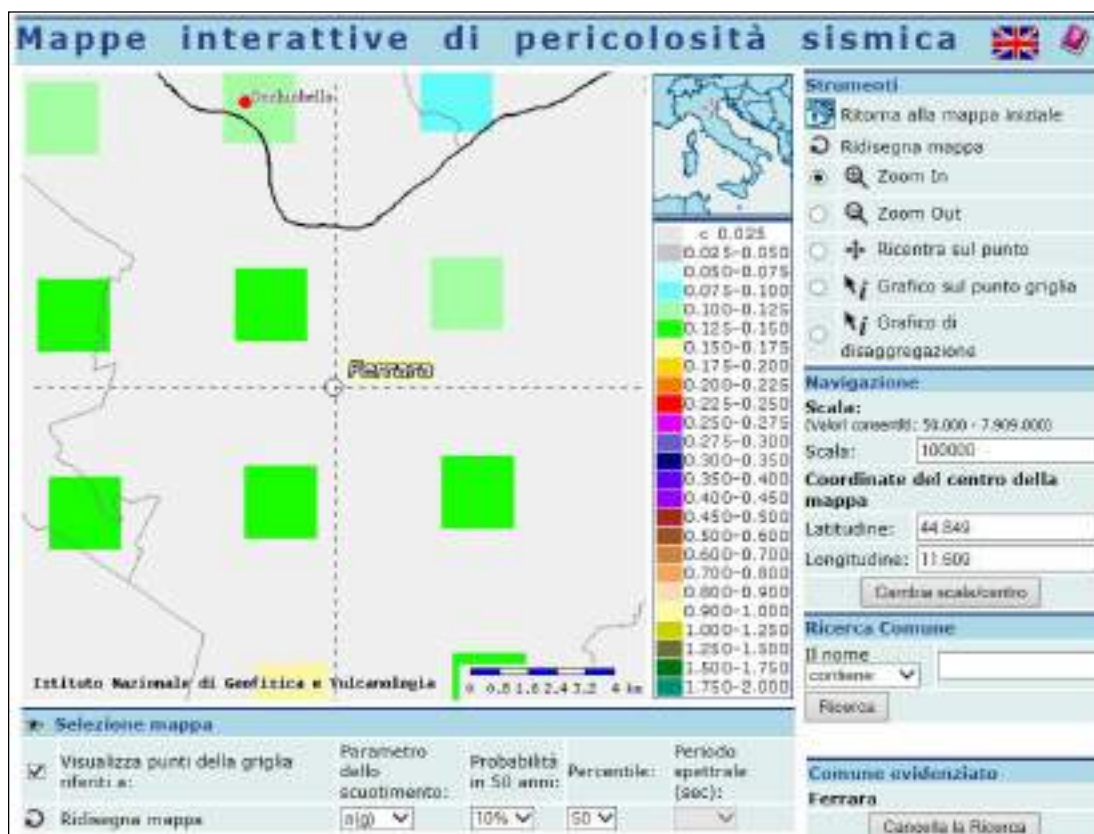 Mappe interattive di pericolosità sismica
Ferrara
Istituto Nazionale di Geofisica e Vulcanologia
0 0.8 1.6 2.4 3.2 4 km
< 0.025
0.025-0.050
0.050-0.075
0.075-0.100
0.100-0.125
0.125-0.150
0.150-0.175
0.175-0.200
0.200-0.225
0.225-0.250
0.250-0.275
0.275-0.300
0.300-0.350
0.350-0.400
0.400-0.450
0.450-0.500
0.500-0.600
0.600-0.700
0.700-0.800
0.800-0.900
0.900-1.000
1.000-1.250
1.250-1.500
1.500-1.750
1.750-2.000
Strumenti
Ritorna alla mappa iniziale
Ridisegna mappa
Zoom In
Zoom Out
Ricentra sul punto
Grafico sul punto griglia
Grafico di
disaggregazione
Navigazione
Scala:
(Valori consentiti: 50.000 - 7.909.000)
Scala: 100000
Coordinate del centro della
mappa
Latitudine: 44.849
Longitudine:
Cambia scala/centro
Ricerca Comune
Il nome
contiene
Ricerca
Comune evidenziato
Ferrara
Cancella la Ricerca
Selezione mappa
Visualizza punti della griglia
riferiti a:
Parametro
dello
scuotimento:
Probabilità
in 50 anni:
Percentile:
Periodo
spettrale
(sec):
Ridisegna mappa
a(g)
10%
50